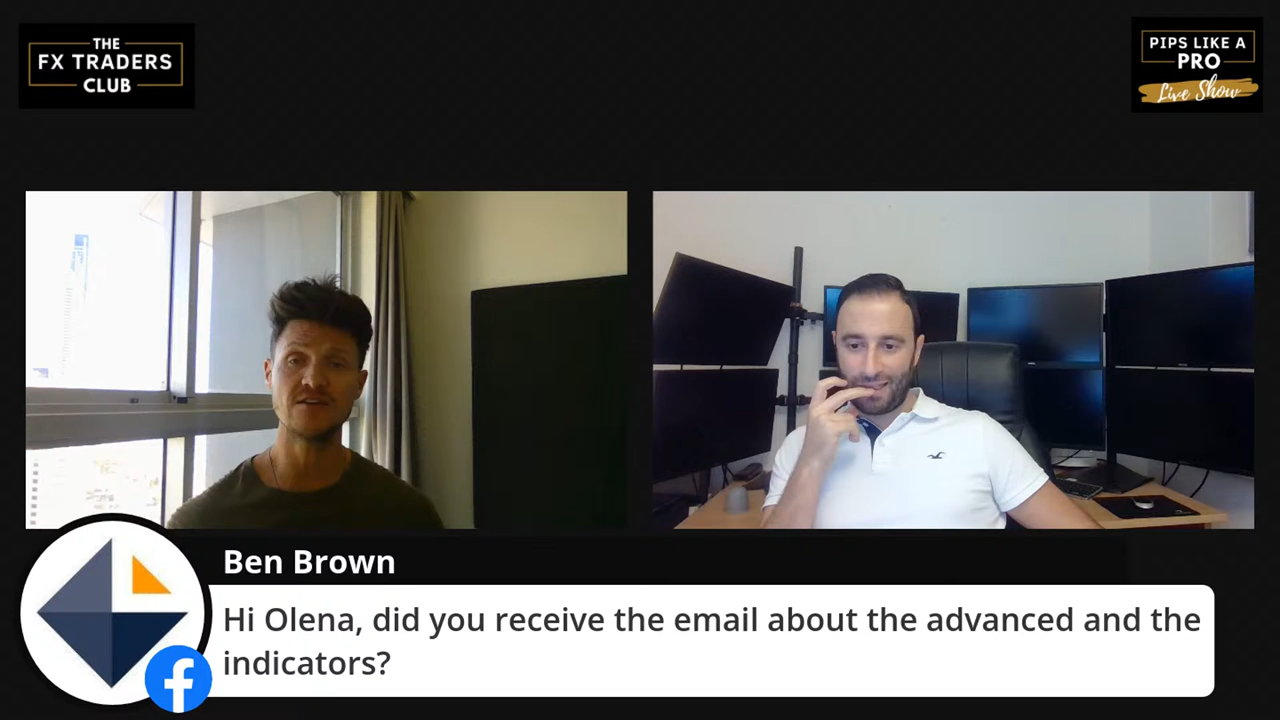 THE
FX TRADERS
CLUB
PIPS LIKE A
PRO
Live Show
Ben Brown
Hi Olena, did you receive the email about the advanced and the
indicators?